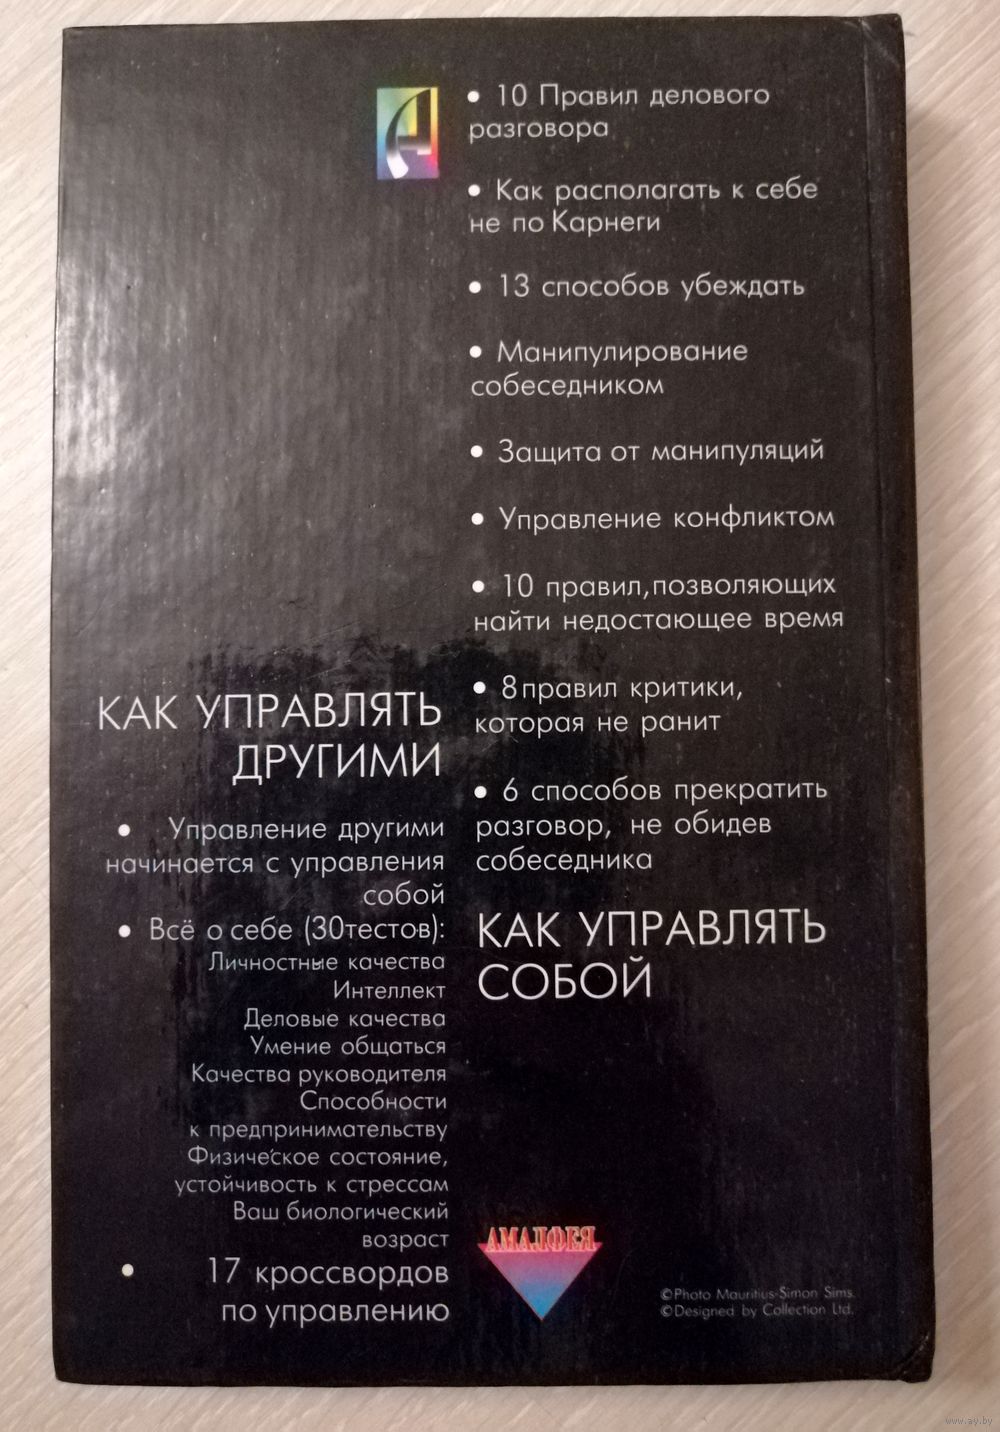 • 10 Правил делового
разговора
• Как располагать к себе
не по Карнеги
• 13 способов убеждать
• Манипулирование
собеседником
• Защита от манипуляций
• Управление конфликтом
• 10 правил,позволяющих
найти недостающее время
• 8правил критики,
которая не ранит
• 6 способов прекратить
разговор, не обидев
собеседника
КАК УПРАВЛЯТЬ
ДРУГИМИ
• Управление другими
начинается с управления
собой
• Всё о себе (30тестов):
Личностные качества
Интеллект
Деловые качества
Умение общаться
Качества руководителя
Способности
к предпринимательству
Физическое состояние,
устойчивость к стрессам
Ваш биологический
возраст
• 17 кроссвордов
по управлению
КАК УПРАВЛЯТЬ
СОБОЙ
АМАЛФЕЯ
©Photo Mauritius-Simon Sims.
©Designed by Collection Ltd.
www.ay.by